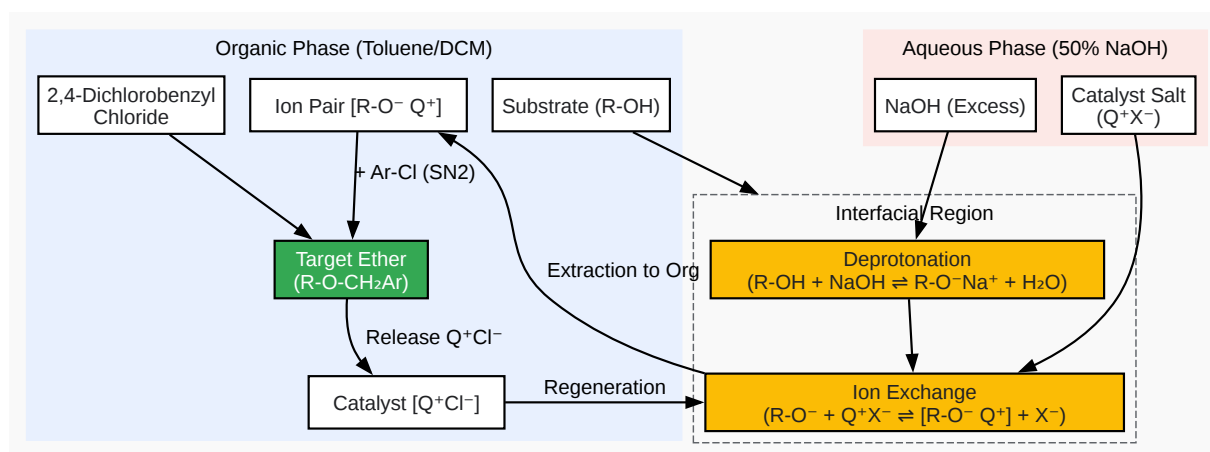 Organic Phase (Toluene/DCM)
Aqueous Phase (50% NaOH)
2,4-Dichlorobenzyl
Chloride
Ion Pair [R-O⁻ Q⁺]
Substrate (R-OH)
NaOH (Excess)
Catalyst Salt
(Q⁺X⁻)
+ Ar-Cl (SN2)
Interfacial Region
Target Ether
(R-O-CH₂Ar)
Extraction to Org
Deprotonation
(R-OH + NaOH ⇌ R-O⁻Na⁺ + H₂O)
Release Q⁺Cl⁻
Catalyst [Q⁺Cl⁻]
Regeneration
Ion Exchange
(R-O⁻ + Q⁺X⁻ ⇌ [R-O⁻ Q⁺] + X⁻)